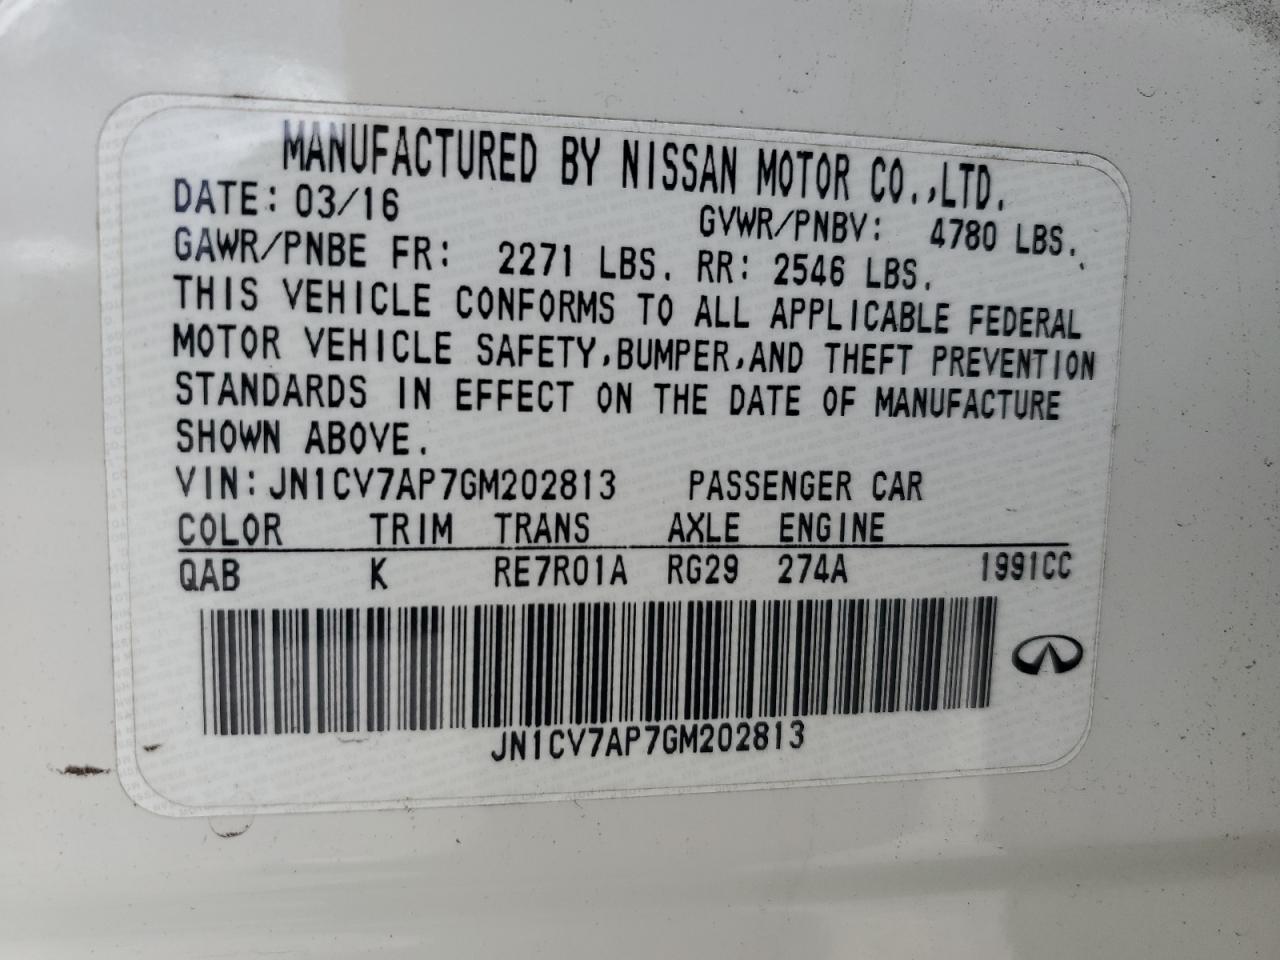 MANUFACTURED BY NISSAN MOTOR CO.,LTD.
DATE: 03/16 GVWR/PNBV: 4780 LBS.
GAWR/PNBE FR: 2271 LBS. RR: 2546 LBS.
THIS VEHICLE CONFORMS TO ALL APPLICABLE FEDERAL
MOTOR VEHICLE SAFETY,BUMPER,AND THEFT PREVENTION
STANDARDS IN EFFECT ON THE DATE OF MANUFACTURE
SHOWN ABOVE.
VIN:JN1CV7AP7GM202813 PASSENGER CAR
COLOR TRIM TRANS AXLE ENGINE
QAB K RE7R01A RG29 274A 1991CC
JN1CV7AP7GM202813